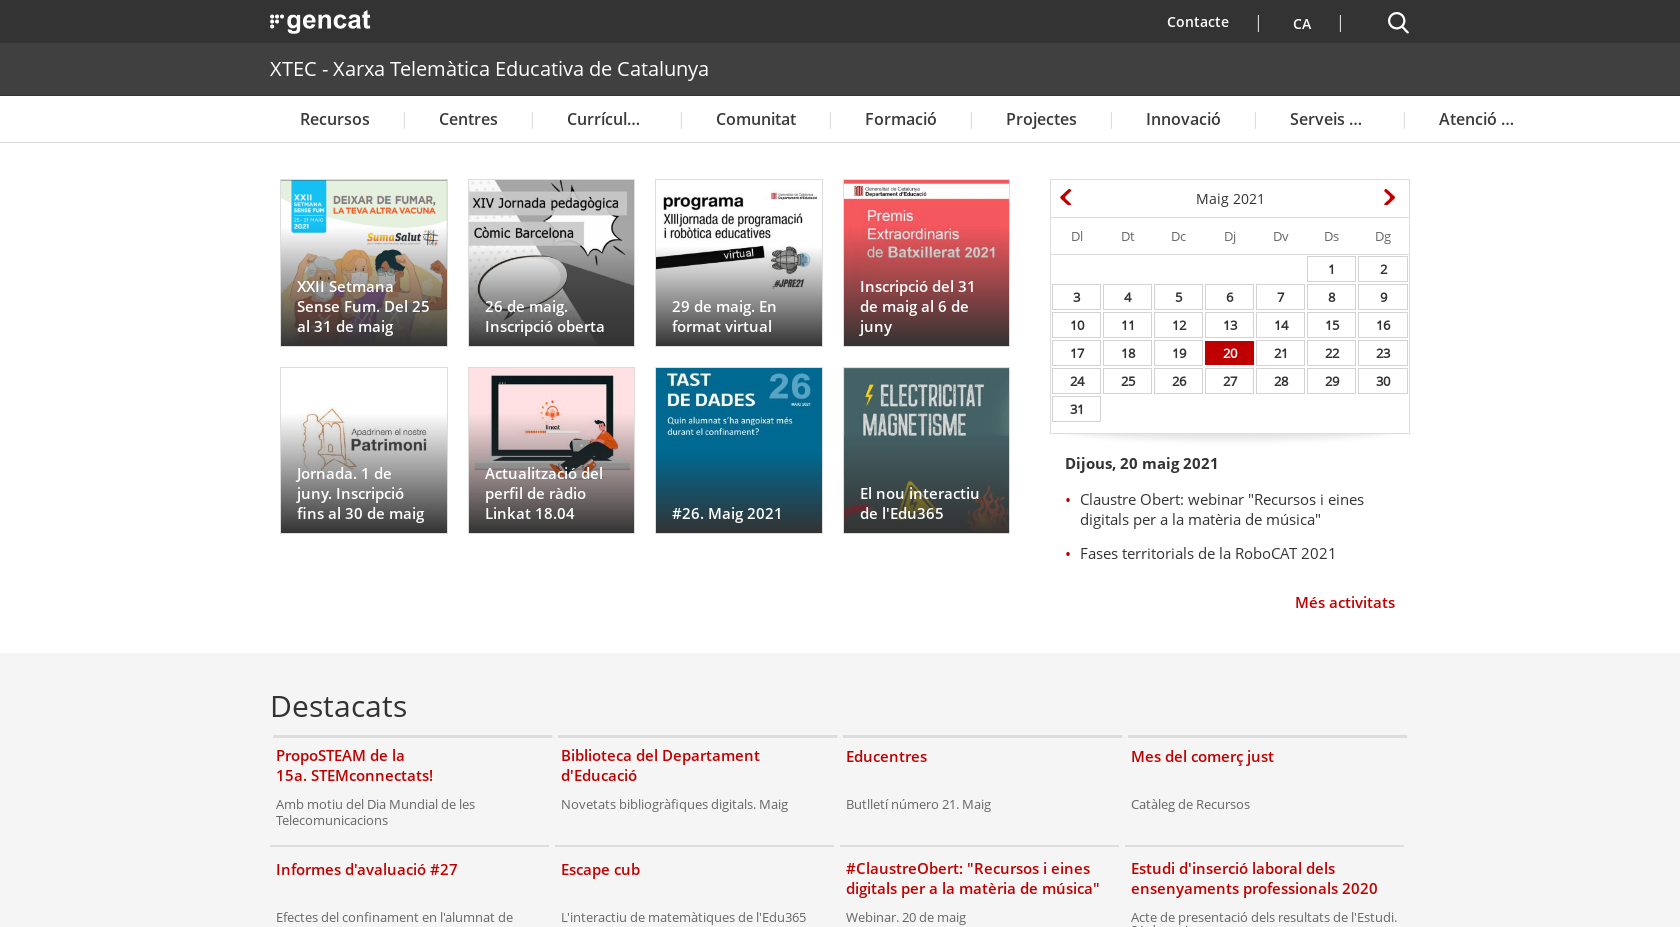 gencat
Contacte
CA
XTEC - Xarxa Telemàtica Educativa de Catalunya
Recursos
Centres
Currícul...
Comunitat
Formació
Projectes
Innovació
Serveis ...
Atenció ...
XXII
SETMANA
SENSE FUM
25 - 31 MAIG
2021
DEIXAR DE FUMAR,
LA TEVA ALTRA VACUNA
SumaSalut
XXII Setmana
Sense Fum. Del 25
al 31 de maig
XIV Jornada pedagògica
Còmic Barcelona
26 de maig.
Inscripció oberta
programa
XIIIjornada de programació
i robòtica educatives
virtual
#JPRE21
29 de maig. En
format virtual
Generalitat de Catalunya
Departament d'Educació
Premis
Extraordinaris
de Batxillerat 2021
Inscripció del 31
de maig al 6 de
juny
Apadrinem el nostre
Patrimoni
Jornada. 1 de
juny. Inscripció
fins al 30 de maig
linkat
Actualització del
perfil de ràdio
Linkat 18.04
TAST
DE DADES
26
MAIG 2021
Quin alumnat s'ha angoixat més
durant el confinament?
#26. Maig 2021
ELECTRICITAT
MAGNETISME
El nou interactiu
de l'Edu365
Maig 2021
Dl Dt Dc Dj Dv Ds Dg
1 2
3 4 5 6 7 8 9
10 11 12 13 14 15 16
17 18 19 20 21 22 23
24 25 26 27 28 29 30
31
Dijous, 20 maig 2021
• Claustre Obert: webinar "Recursos i eines
digitals per a la matèria de música"
• Fases territorials de la RoboCAT 2021
Més activitats
Destacats
PropoSTEAM de la
15a. STEMconnectats!
Amb motiu del Dia Mundial de les
Telecomunicacions
Biblioteca del Departament
d'Educació
Novetats bibliogràfiques digitals. Maig
Educentres
Butlletí número 21. Maig
Mes del comerç just
Catàleg de Recursos
Informes d'avaluació #27
Efectes del confinament en l'alumnat de
Escape cub
L'interactiu de matemàtiques de l'Edu365
#ClaustreObert: "Recursos i eines
digitals per a la matèria de música"
Webinar. 20 de maig
Estudi d'inserció laboral dels
ensenyaments professionals 2020
Acte de presentació dels resultats de l'Estudi.